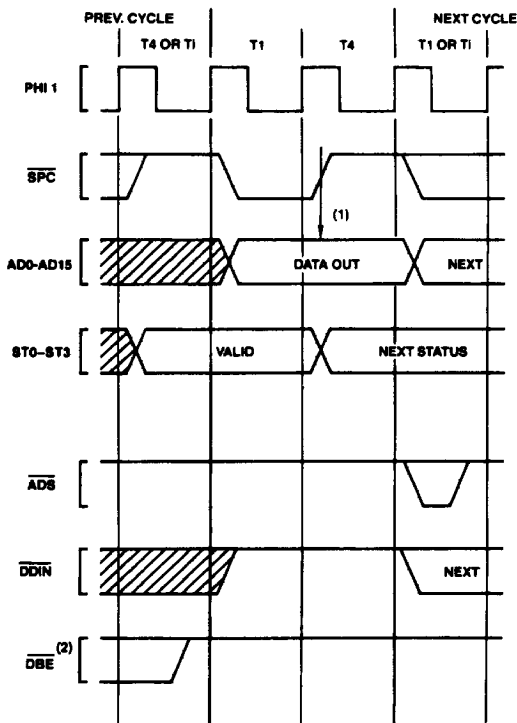 PREV. CYCLE NEXT CYCLE
T4 OR Ti T1 T4 T1 OR Ti
PHI 1
SPC
(1)
AD0-AD15 DATA OUT NEXT
ST0–ST3 VALID NEXT STATUS
ADS
DDIN NEXT
DBE (2)